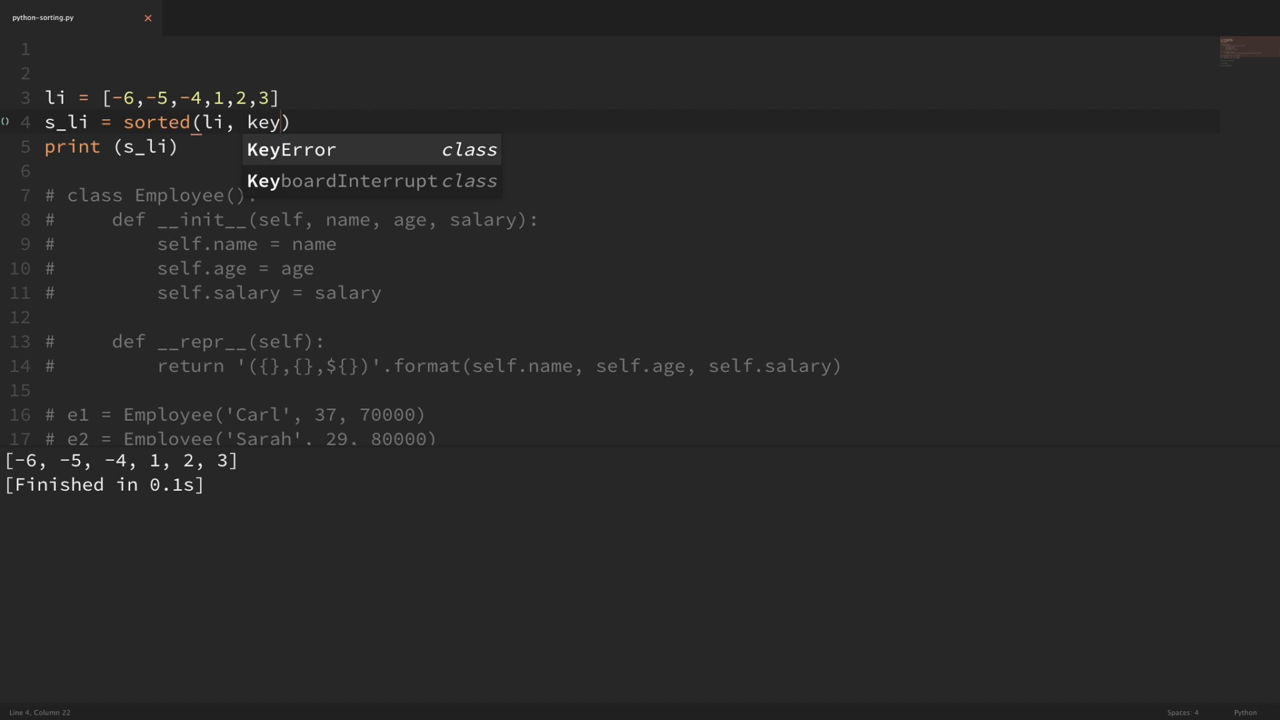 python-sorting.py ×
1
2
3 li = [-6,-5,-4,1,2,3]
() 4 s_li = sorted(li, key)
KeyError class
5 print (s_li)
KeyboardInterrupt class
6
7 # class Employee():
8 #     def __init__(self, name, age, salary):
9 #         self.name = name
10 #         self.age = age
11 #         self.salary = salary
12
13 #     def __repr__(self):
14 #         return '({},{},${})'.format(self.name, self.age, self.salary)
15
16 # e1 = Employee('Carl', 37, 70000)
17 # e2 = Employee('Sarah', 29, 80000)
[-6, -5, -4, 1, 2, 3]
[Finished in 0.1s]
Line 4, Column 22 Spaces: 4 Python